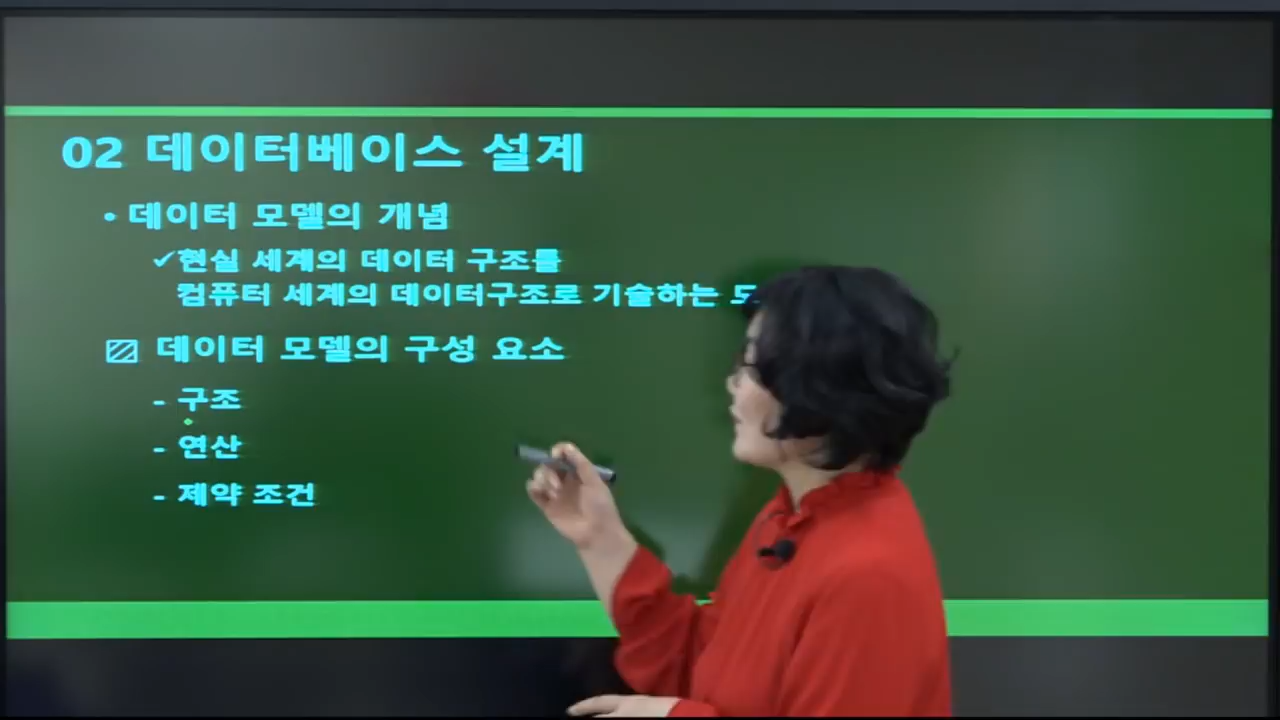 02 데이터베이스 설계
• 데이터 모델의 개념
✓현실 세계의 데이터 구조를
컴퓨터 세계의 데이터구조로 기술하는
데이터 모델의 구성 요소
- 구조
- 연산
- 제약 조건